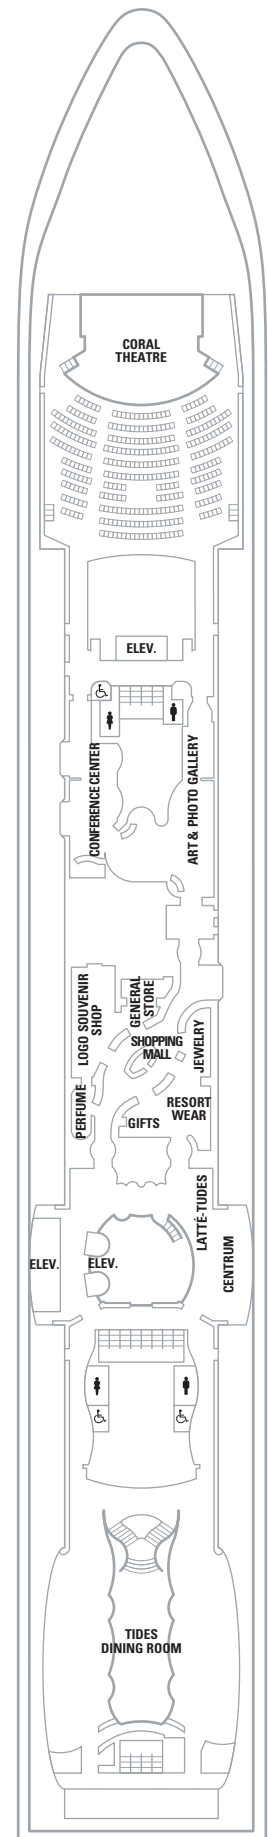 CORAL
THEATRE
ELEV.
CONFERENCE CENTER
ART & PHOTO GALLERY
LOGO SOUVENIR
SHOP
GENERAL
STORE
SHOPPING
MALL
JEWELRY
PERFUME
RESORT
WEAR
GIFTS
LATTÉ-TUDES
ELEV.
ELEV.
CENTRUM
TIDES
DINING ROOM